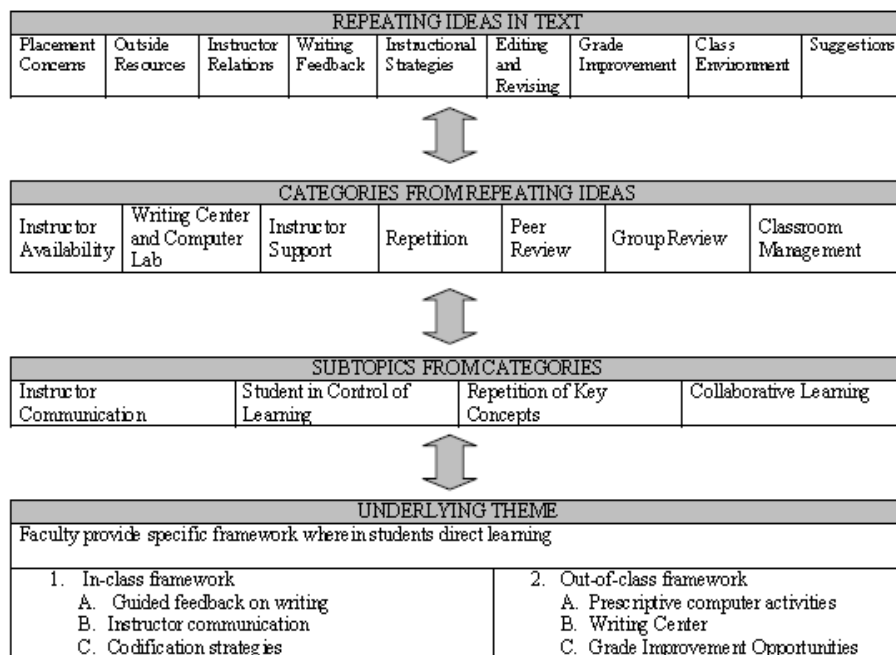 REPEATING IDEAS IN TEXT
Placement Concerns
Outside Resources
Instructor Relations
Writing Feedback
Instructional Strategies
Editing and Revising
Grade Improvement
Class Environment
Suggestions
CATEGORIES FROM REPEATING IDEAS
Instructor Availability
Writing Center and Computer Lab
Instructor Support
Repetition
Peer Review
Group Review
Classroom Management
SUBTOPICS FROM CATEGORIES
Instructor Communication
Student in Control of Learning
Repetition of Key Concepts
Collaborative Learning
UNDERLYING THEME
Faculty provide specific framework wherein students direct learning
1. In-class framework
A. Guided feedback on writing
B. Instructor communication
C. Codification strategies
2. Out-of-class framework
A. Prescriptive computer activities
B. Writing Center
C. Grade Improvement Opportunities